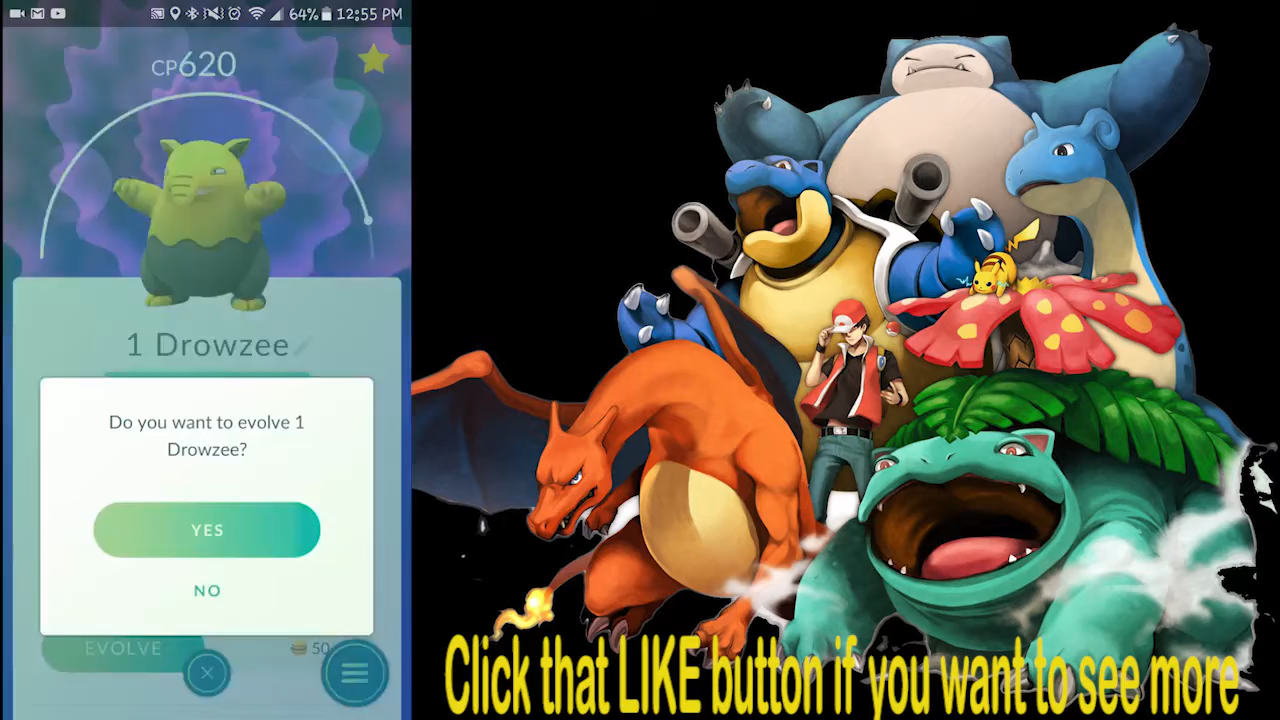 64% 12:55 PM
CP620
1 Drowzee
Do you want to evolve 1
Drowzee?
YES
NO
EVOLVE 50
Click that LIKE button if you want to see more